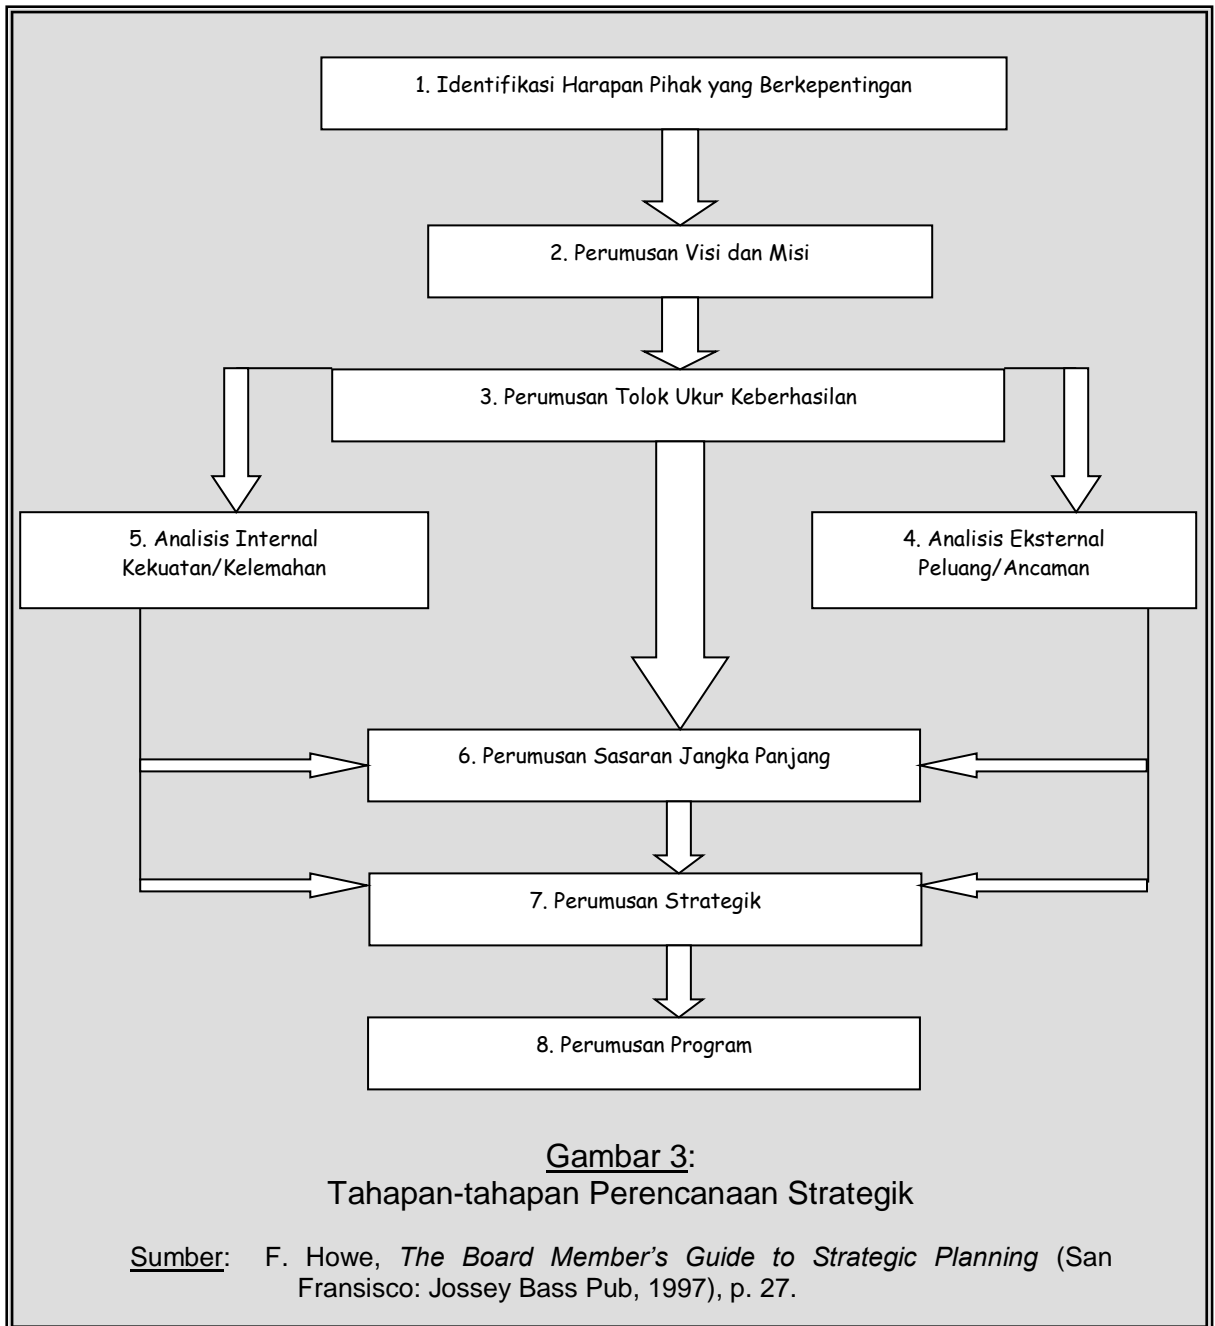 1. Identifikasi Harapan Pihak yang Berkepentingan
2. Perumusan Visi dan Misi
3. Perumusan Tolok Ukur Keberhasilan
5. Analisis Internal
Kekuatan/Kelemahan
4. Analisis Eksternal
Peluang/Ancaman
6. Perumusan Sasaran Jangka Panjang
7. Perumusan Strategik
8. Perumusan Program
Gambar 3:
Tahapan-tahapan Perencanaan Strategik
Sumber: F. Howe, The Board Member’s Guide to Strategic Planning (San
Fransisco: Jossey Bass Pub, 1997), p. 27.